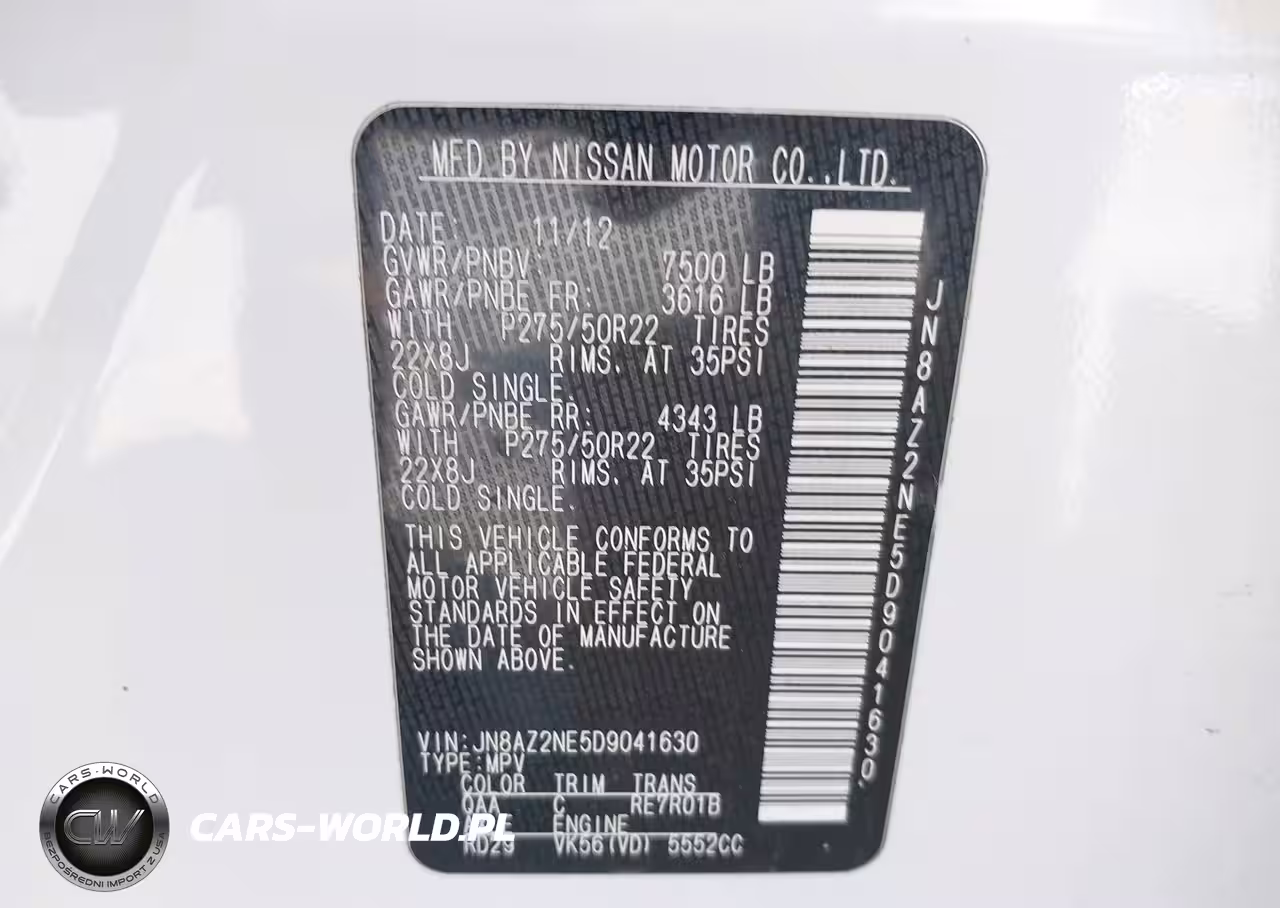 MFD BY NISSAN MOTOR CO.,LTD.
DATE: 11/12
GVWR/PNBV: 7500 LB
GAWR/PNBE FR: 3616 LB
WITH P275/50R22 TIRES
22X8J RIMS. AT 35PSI
COLD SINGLE.
GAWR/PNBE RR: 4343 LB
WITH P275/50R22 TIRES
22X8J RIMS. AT 35PSI
COLD SINGLE.
THIS VEHICLE CONFORMS TO
ALL APPLICABLE FEDERAL
MOTOR VEHICLE SAFETY
STANDARDS IN EFFECT ON
THE DATE OF MANUFACTURE
SHOWN ABOVE.
VIN:JN8AZ2NE5D9041630
TYPE:MPV
COLOR TRIM TRANS
QAA C RE7R01B
ENGINE
VK56(VD) 5552CC
JN8AZ2NE5D9041630
CARS-WORLD
CW
BEZPOŚREDNI IMPORT Z USA
CARS-WORLD.PL